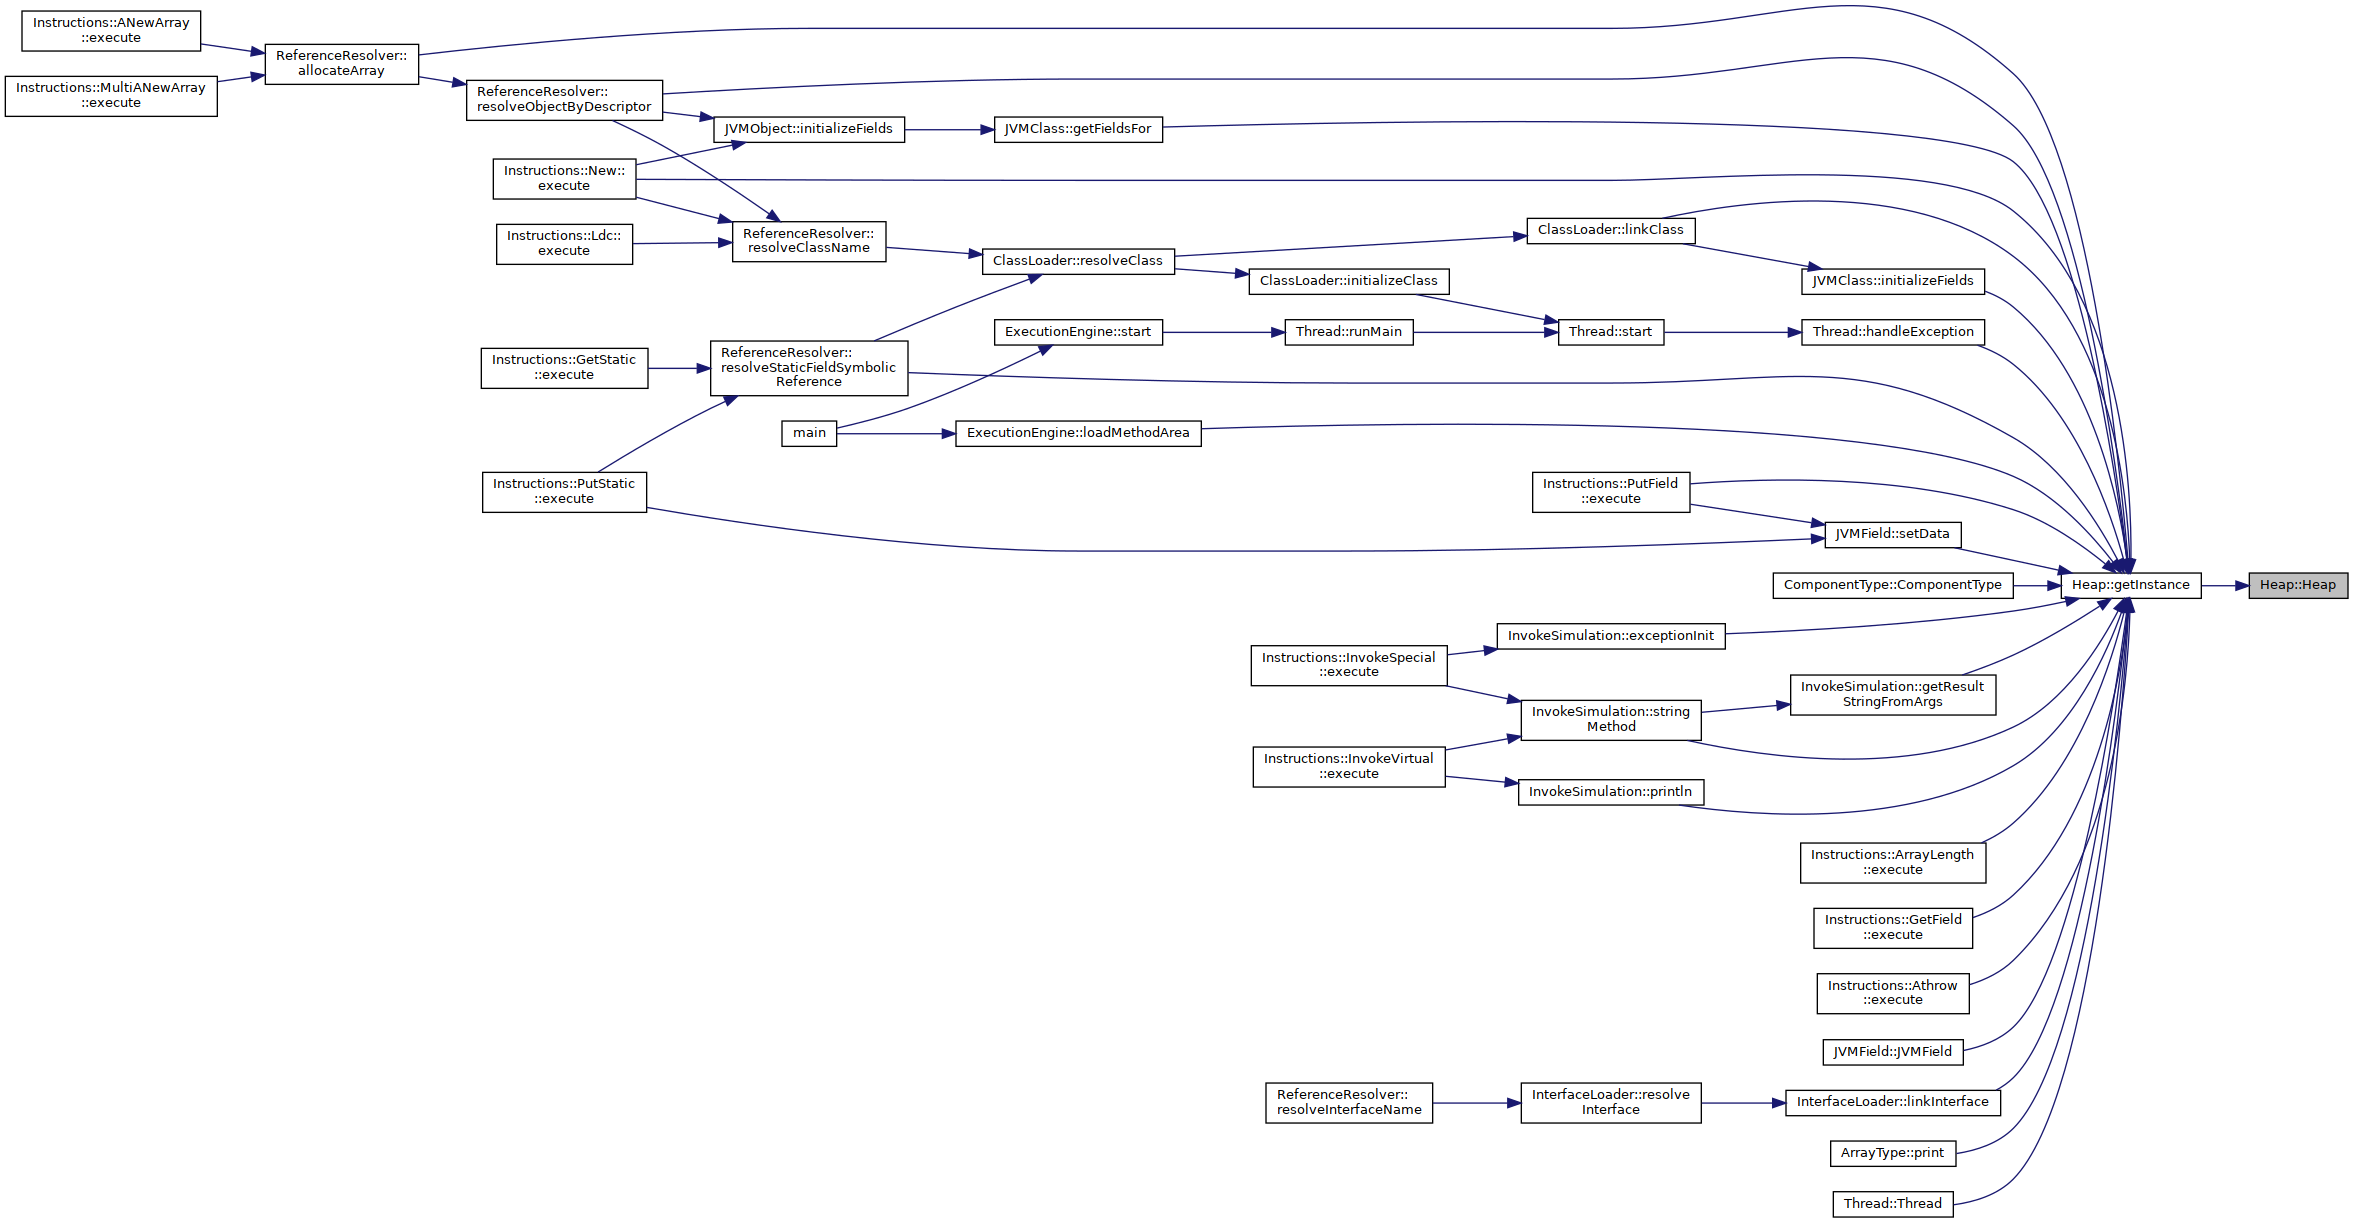 Instructions::ANewArray
::execute
ReferenceResolver::
allocateArray
Instructions::MultiANewArray
::execute
ReferenceResolver::
resolveObjectByDescriptor
JVMObject::initializeFields
JVMClass::getFieldsFor
Instructions::New::
execute
Instructions::Ldc::
execute
ReferenceResolver::
resolveClassName
ClassLoader::resolveClass
ClassLoader::linkClass
ClassLoader::initializeClass
JVMClass::initializeFields
ExecutionEngine::start
Thread::runMain
Thread::start
Thread::handleException
Instructions::GetStatic
::execute
ReferenceResolver::
resolveStaticFieldSymbolic
Reference
main
ExecutionEngine::loadMethodArea
Instructions::PutStatic
::execute
Instructions::PutField
::execute
JVMField::setData
ComponentType::ComponentType
Heap::getInstance
Heap::Heap
InvokeSimulation::exceptionInit
Instructions::InvokeSpecial
::execute
InvokeSimulation::getResult
StringFromArgs
InvokeSimulation::string
Method
Instructions::InvokeVirtual
::execute
InvokeSimulation::println
Instructions::ArrayLength
::execute
Instructions::GetField
::execute
Instructions::Athrow
::execute
JVMField::JVMField
ReferenceResolver::
resolveInterfaceName
InterfaceLoader::resolve
Interface
InterfaceLoader::linkInterface
ArrayType::print
Thread::Thread